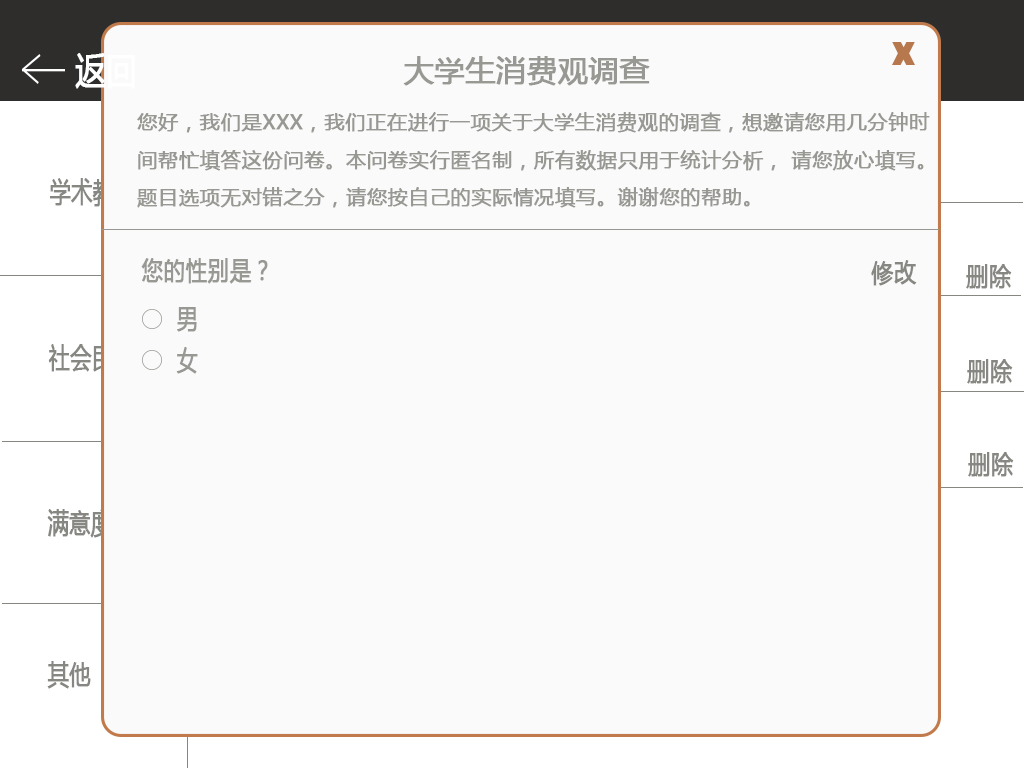 返回
大学生消费观调查
X
您好，我们是XXX，我们正在进行一项关于大学生消费观的调查，想邀请您用几分钟时
间帮忙填答这份问卷。本问卷实行匿名制，所有数据只用于统计分析， 请您放心填写。
题目选项无对错之分，请您按自己的实际情况填写。谢谢您的帮助。
您的性别是？
修改
男
女
学术
社会
满意度
其他
删除
删除
删除